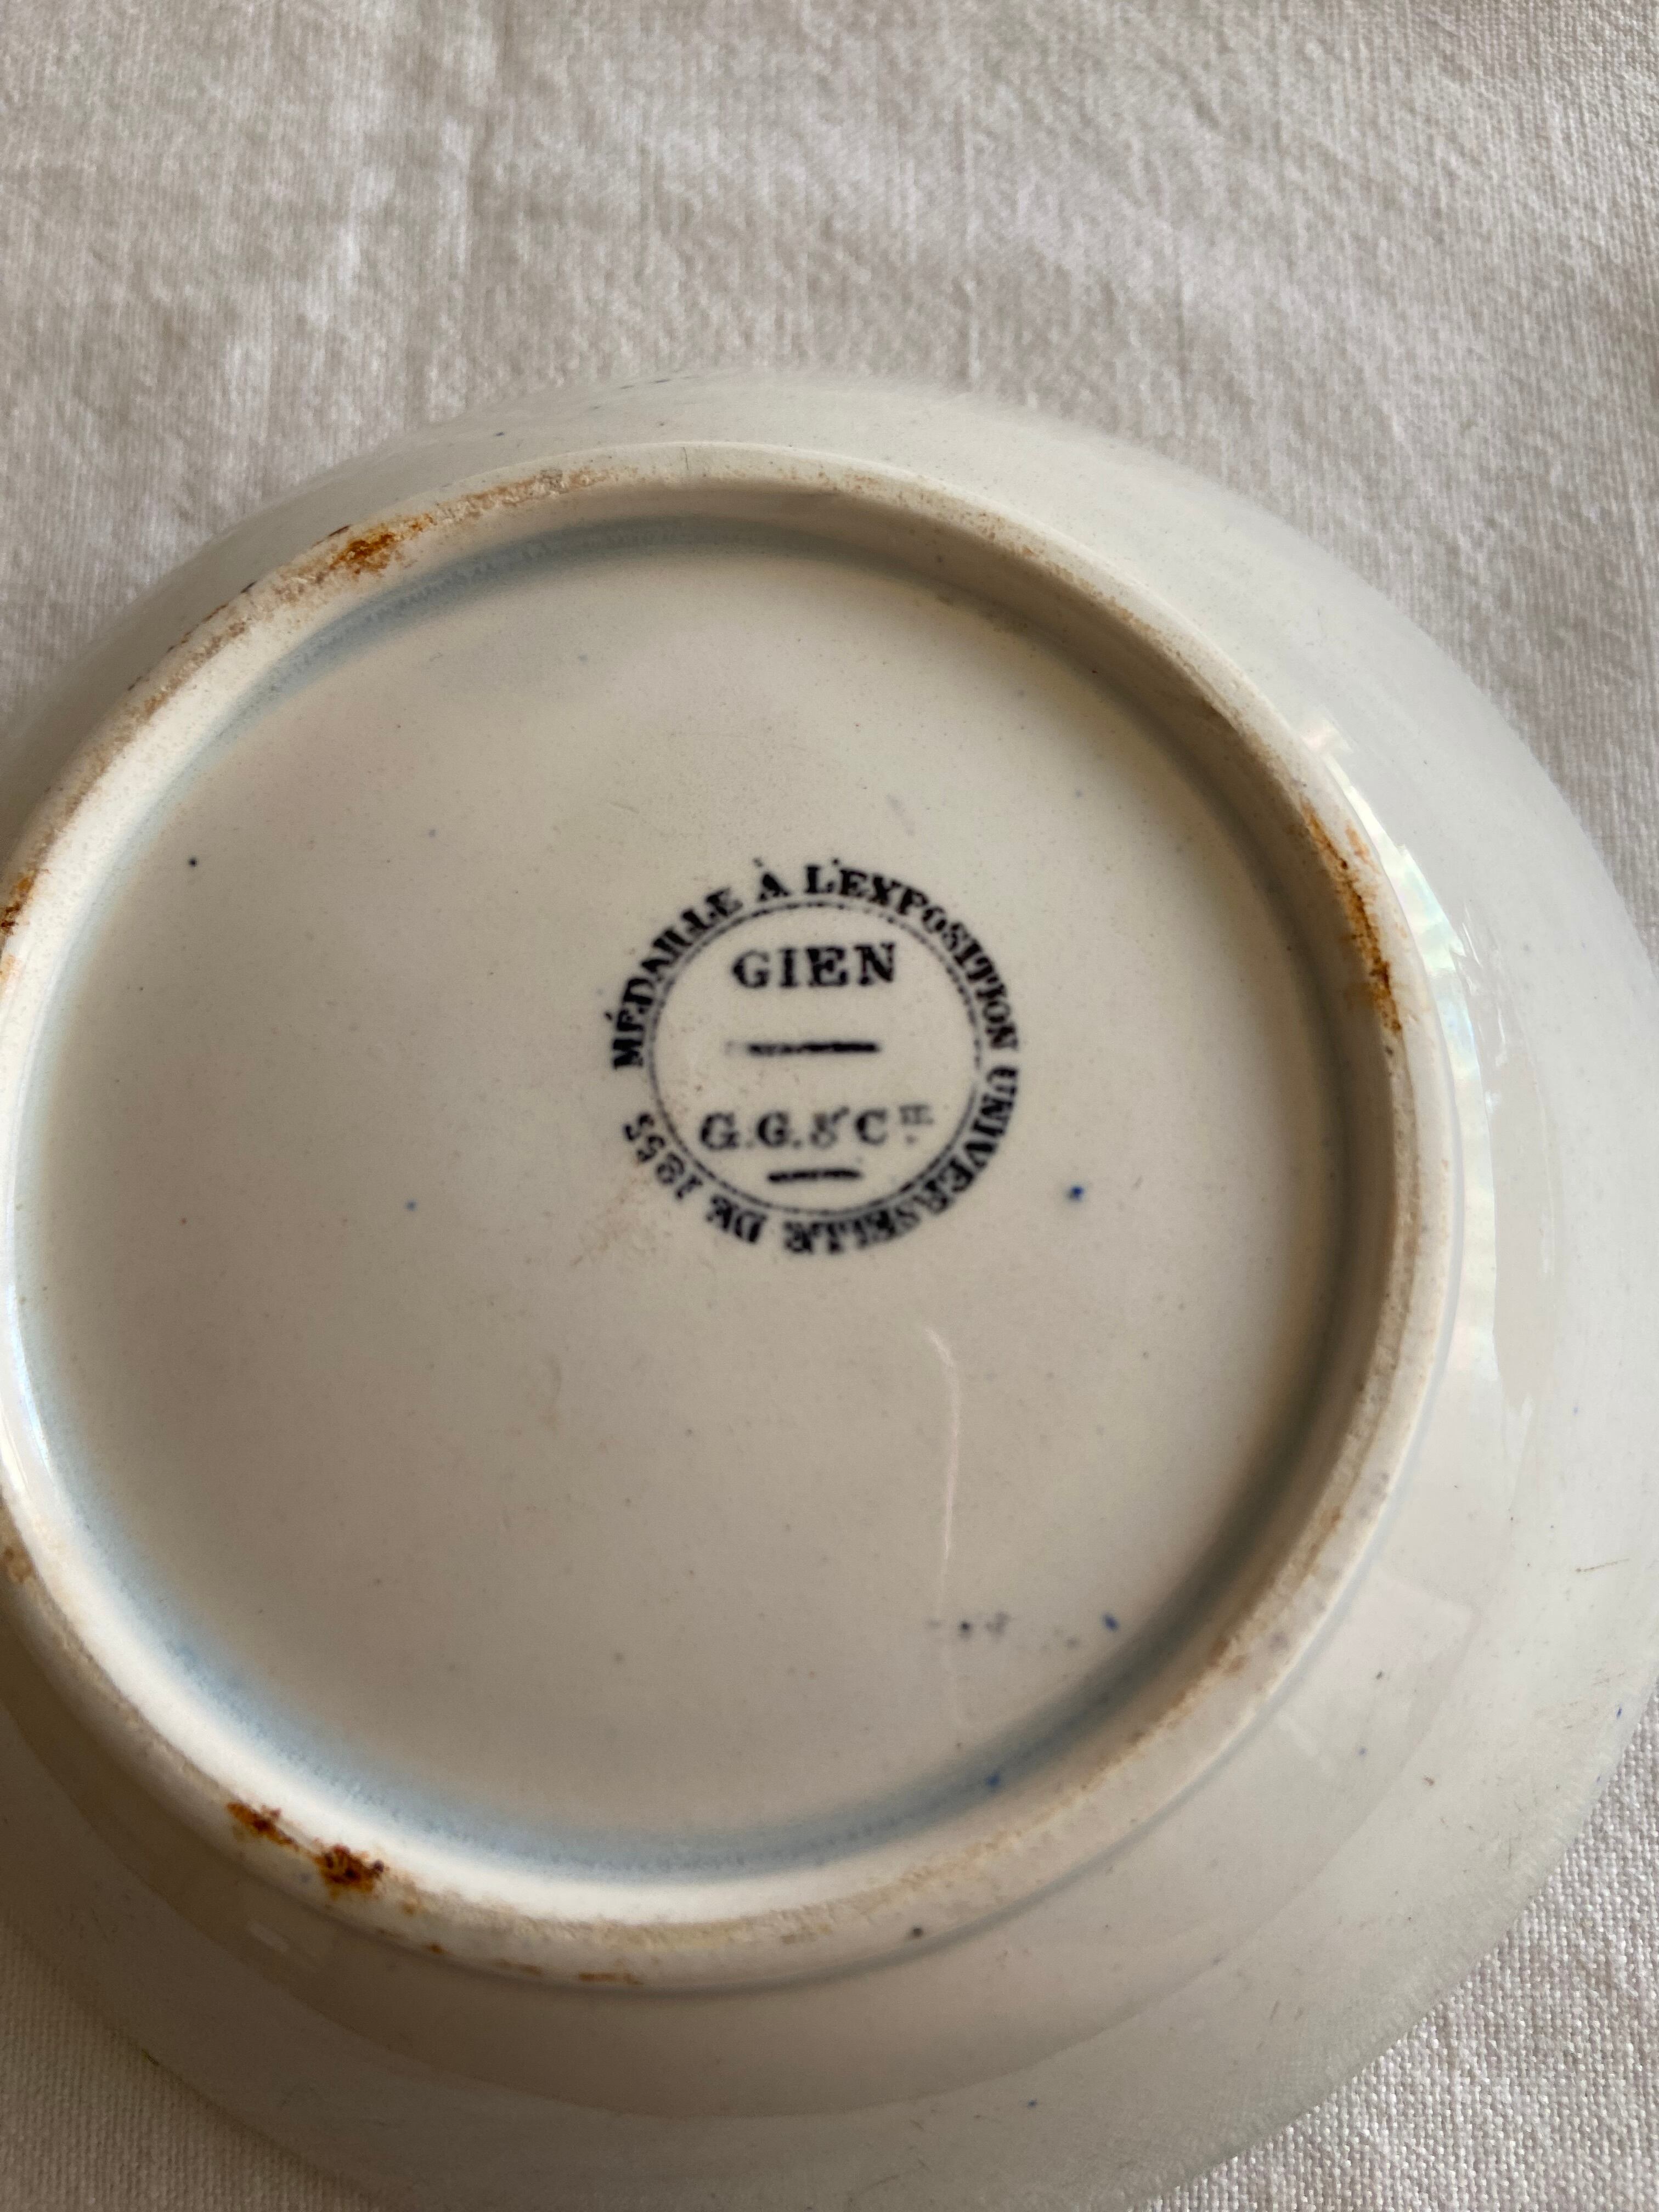 MÉDAILLE À L'EXPOSITION UNIVERSELLE DE 1855
GIEN
G.G. & Cie.